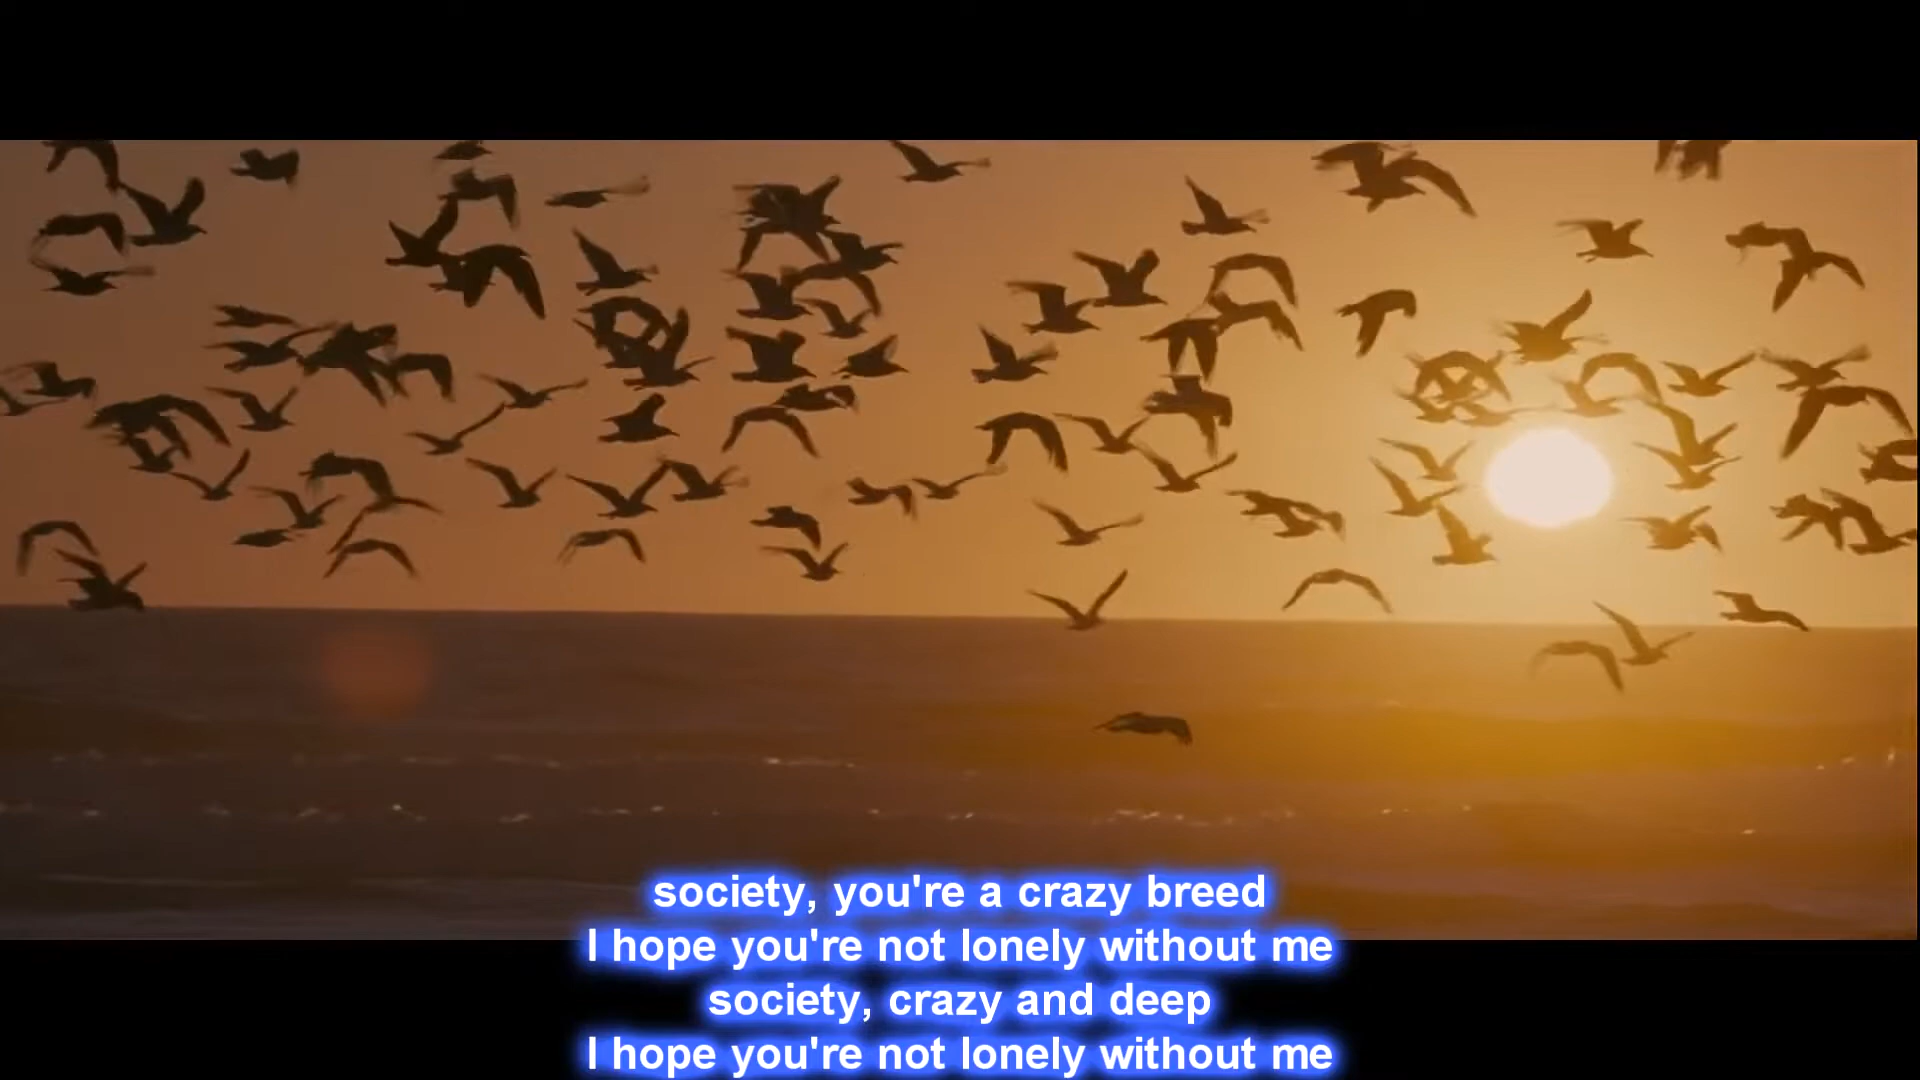 society, you're a crazy breed
I hope you're not lonely without me
society, crazy and deep
I hope you're not lonely without me